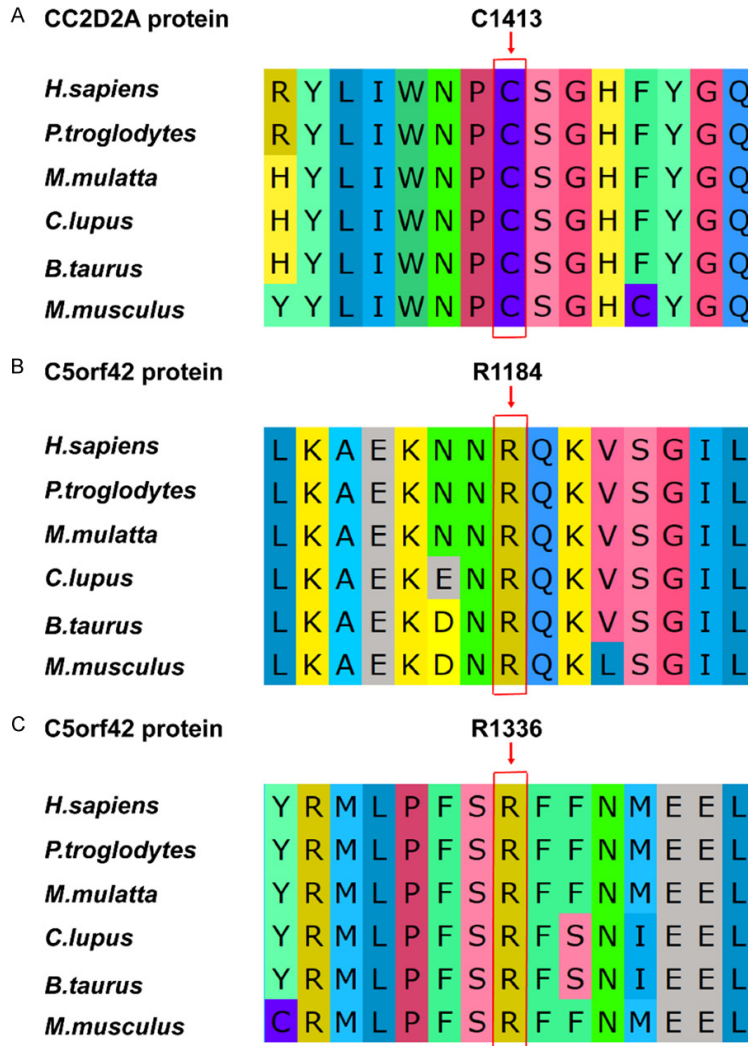 A CC2D2A protein C1413
H.sapiens R Y L I W N P C S G H F Y G Q
P.troglodytes R Y L I W N P C S G H F Y G Q
M.mulatta H Y L I W N P C S G H F Y G Q
C.lupus H Y L I W N P C S G H F Y G Q
B.taurus H Y L I W N P C S G H F Y G Q
M.musculus Y Y L I W N P C S G H C Y G Q
B C5orf42 protein R1184
H.sapiens L K A E K N N R Q K V S G I L
P.troglodytes L K A E K N N R Q K V S G I L
M.mulatta L K A E K N N R Q K V S G I L
C.lupus L K A E K E N R Q K V S G I L
B.taurus L K A E K D N R Q K V S G I L
M.musculus L K A E K D N R Q K L S G I L
C C5orf42 protein R1336
H.sapiens Y R M L P F S R F F N M E E L
P.troglodytes Y R M L P F S R F F N M E E L
M.mulatta Y R M L P F S R F F N M E E L
C.lupus Y R M L P F S R F S N I E E L
B.taurus Y R M L P F S R F S N I E E L
M.musculus C R M L P F S R F F N M E E L